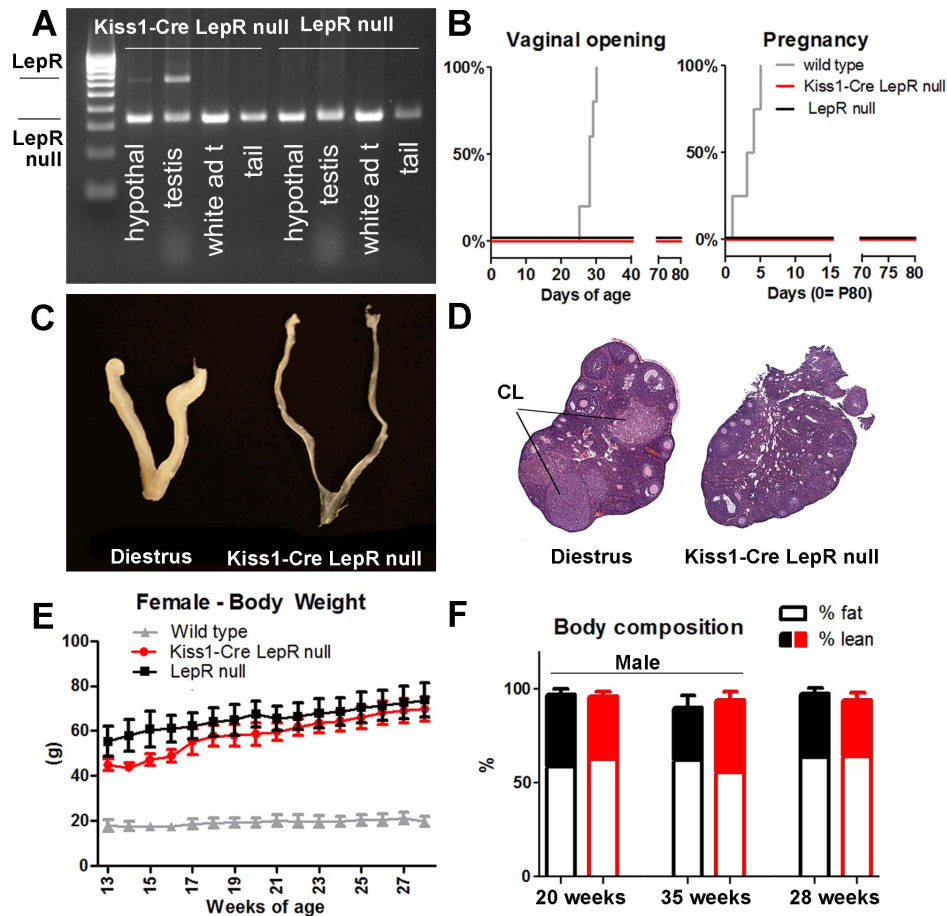 A
Kiss1-Cre LepR null
LepR null
LepR
LepR
null
hypothal
testis
white ad t
tail
hypothal
testis
white ad t
tail
B
Vaginal opening
Pregnancy
wild type
Kiss1-Cre LepR null
LepR null
100%
50%
0%
0 10 20 30 40 70 80
Days of age
100%
50%
0%
0 5 10 15 70 75 80
Days (0= P80)
C
Diestrus
Kiss1-Cre LepR null
D
CL
Diestrus
Kiss1-Cre LepR null
E
Female - Body Weight
Wild type
Kiss1-Cre LepR null
LepR null
(g)
100
80
60
40
20
0
13 15 17 19 21 23 25 27
Weeks of age
F
% fat
% lean
Body composition
Male
%
100
50
0
20 weeks 35 weeks 28 weeks